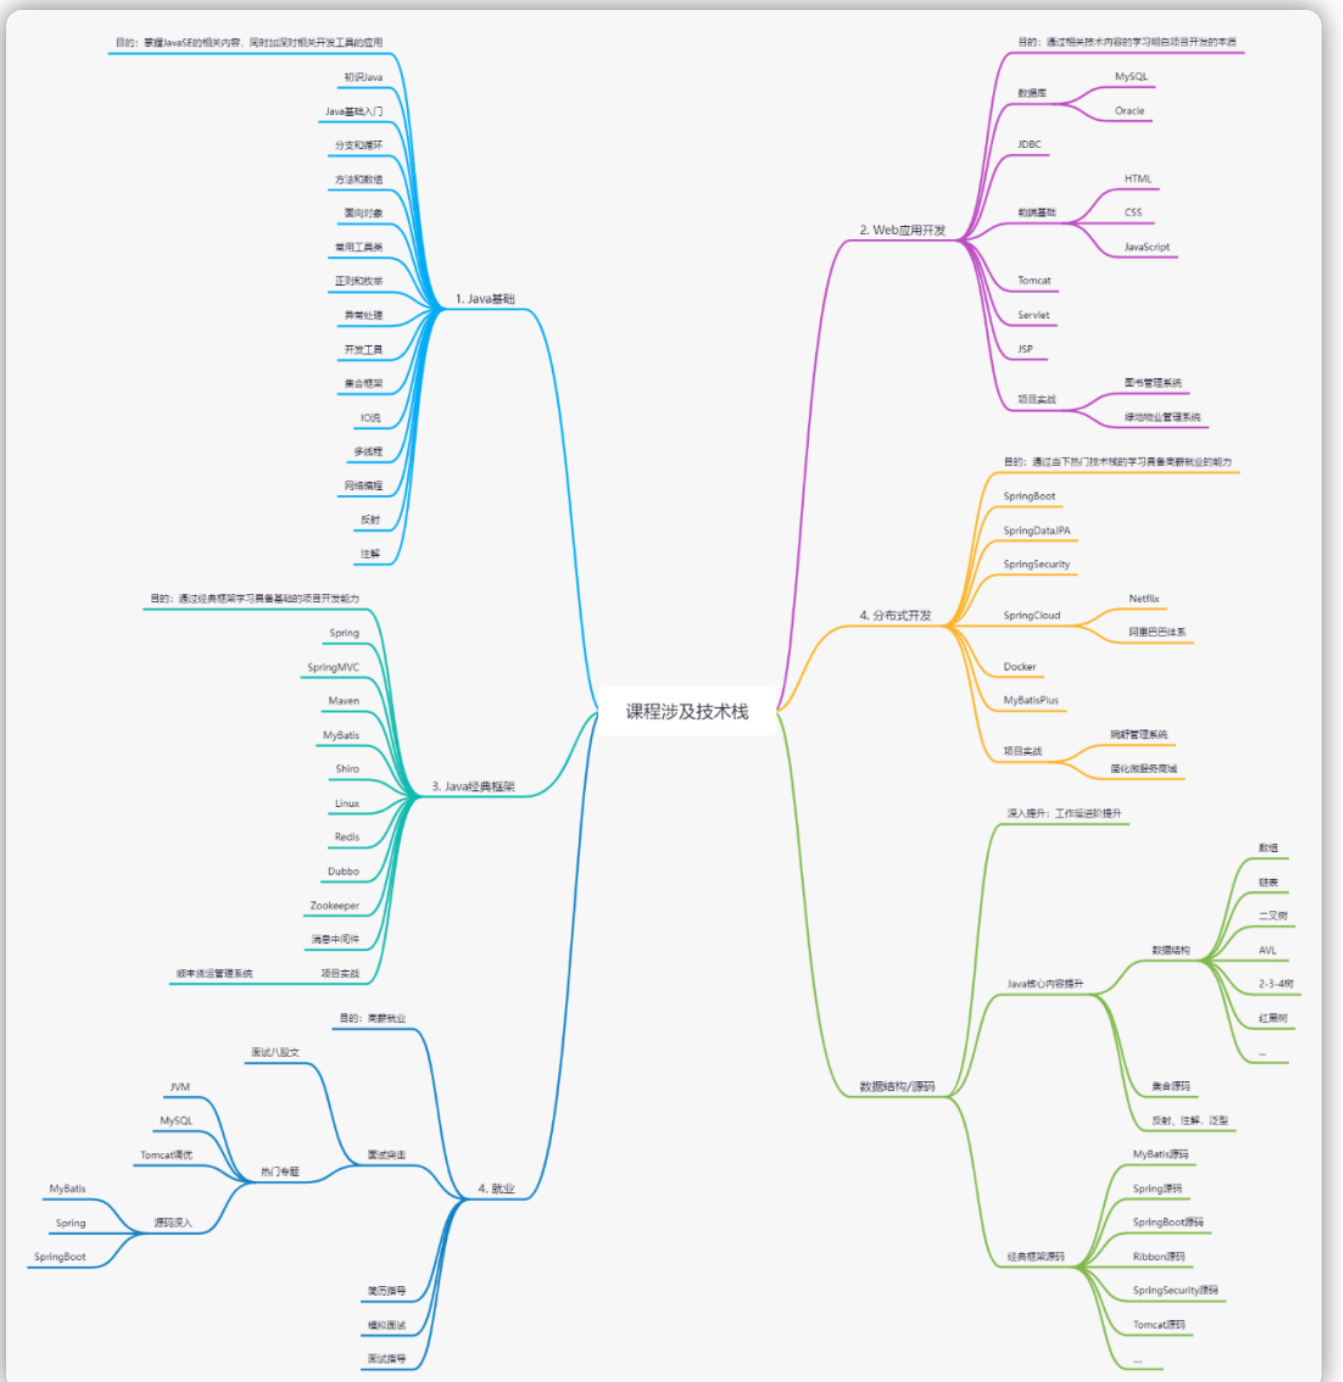 课程涉及技术栈
1. Java基础
目的：掌握JavaSE的相关内容，同时加深对相关开发工具的应用
初识Java
Java基础入门
分支和循环
方法和数组
面向对象
常用工具类
正则和枚举
异常处理
开发工具
集合框架
IO流
多线程
网络编程
反射
注解
2. Web应用开发
目的：通过相关技术内容的学习明白项目开发的本质
数据库
MySQL
Oracle
JDBC
前端基础
HTML
CSS
JavaScript
Tomcat
Servlet
JSP
项目实战
图书管理系统
绿地物业管理系统
3. Java经典框架
目的：通过经典框架学习具备基础的项目开发能力
Spring
SpringMVC
Maven
MyBatis
Shiro
Linux
Redis
Dubbo
Zookeeper
消息中间件
项目实战
顺丰货运管理系统
4. 分布式开发
目的：通过当下热门技术栈的学习具备高薪就业的能力
SpringBoot
SpringDataJPA
SpringSecurity
SpringCloud
Netflix
阿里巴巴体系
Docker
MyBatisPlus
项目实战
婉舒管理系统
简化微服务商城
4. 就业
目的：高薪就业
面试突击
面试八股文
热门专题
JVM
MySQL
Tomcat调优
源码深入
MyBatis
Spring
SpringBoot
简历指导
模拟面试
面试指导
数据结构/源码
深入提升：工作后进阶提升
Java核心内容提升
数据结构
数组
链表
二叉树
AVL
2-3-4树
红黑树
...
集合源码
反射、注解、泛型
经典框架源码
MyBatis源码
Spring源码
SpringBoot源码
Ribbon源码
SpringSecurity源码
Tomcat源码
....